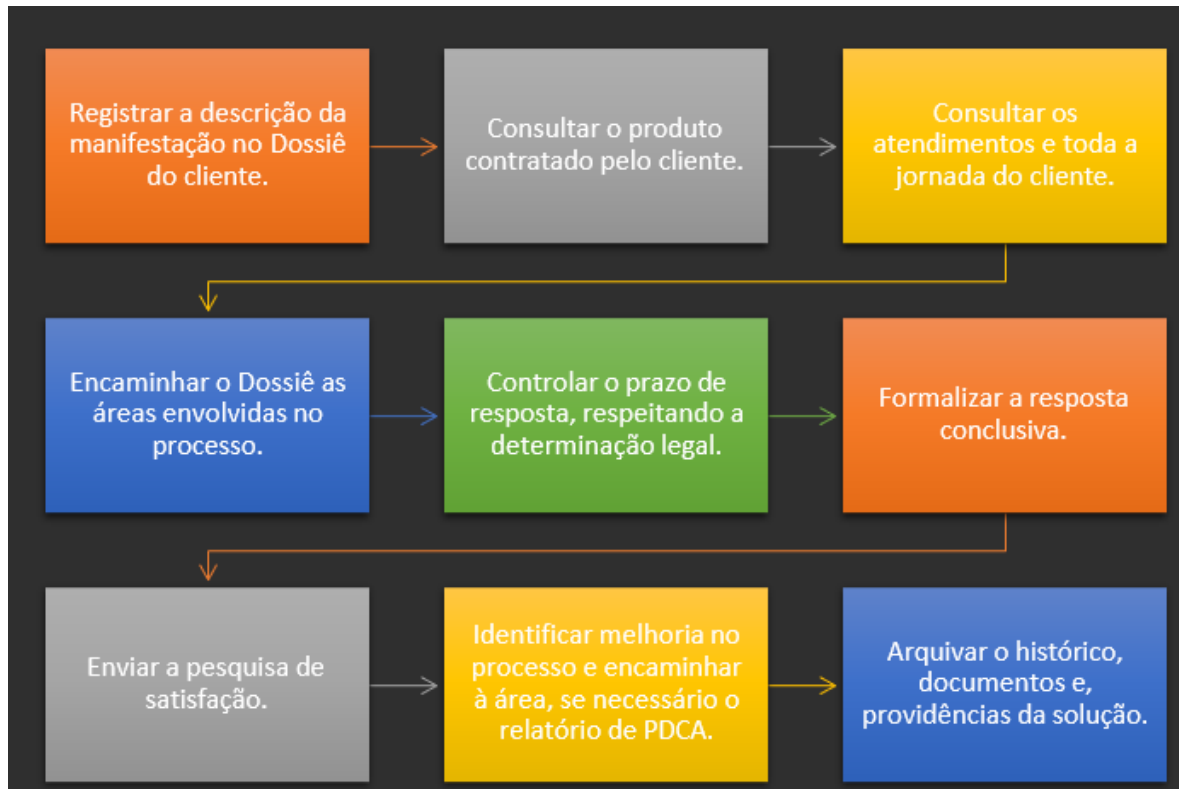 Registrar a descrição da
manifestação no Dossiê
do cliente.
Consultar o produto
contratado pelo cliente.
Consultar os
atendimentos e toda a
jornada do cliente.
Encaminhar o Dossiê as
áreas envolvidas no
processo.
Controlar o prazo de
resposta, respeitando a
determinação legal.
Formalizar a resposta
conclusiva.
Enviar a pesquisa de
satisfação.
Identificar melhoria no
processo e encaminhar
à área, se necessário o
relatório de PDCA.
Arquivar o histórico,
documentos e,
providências da solução.